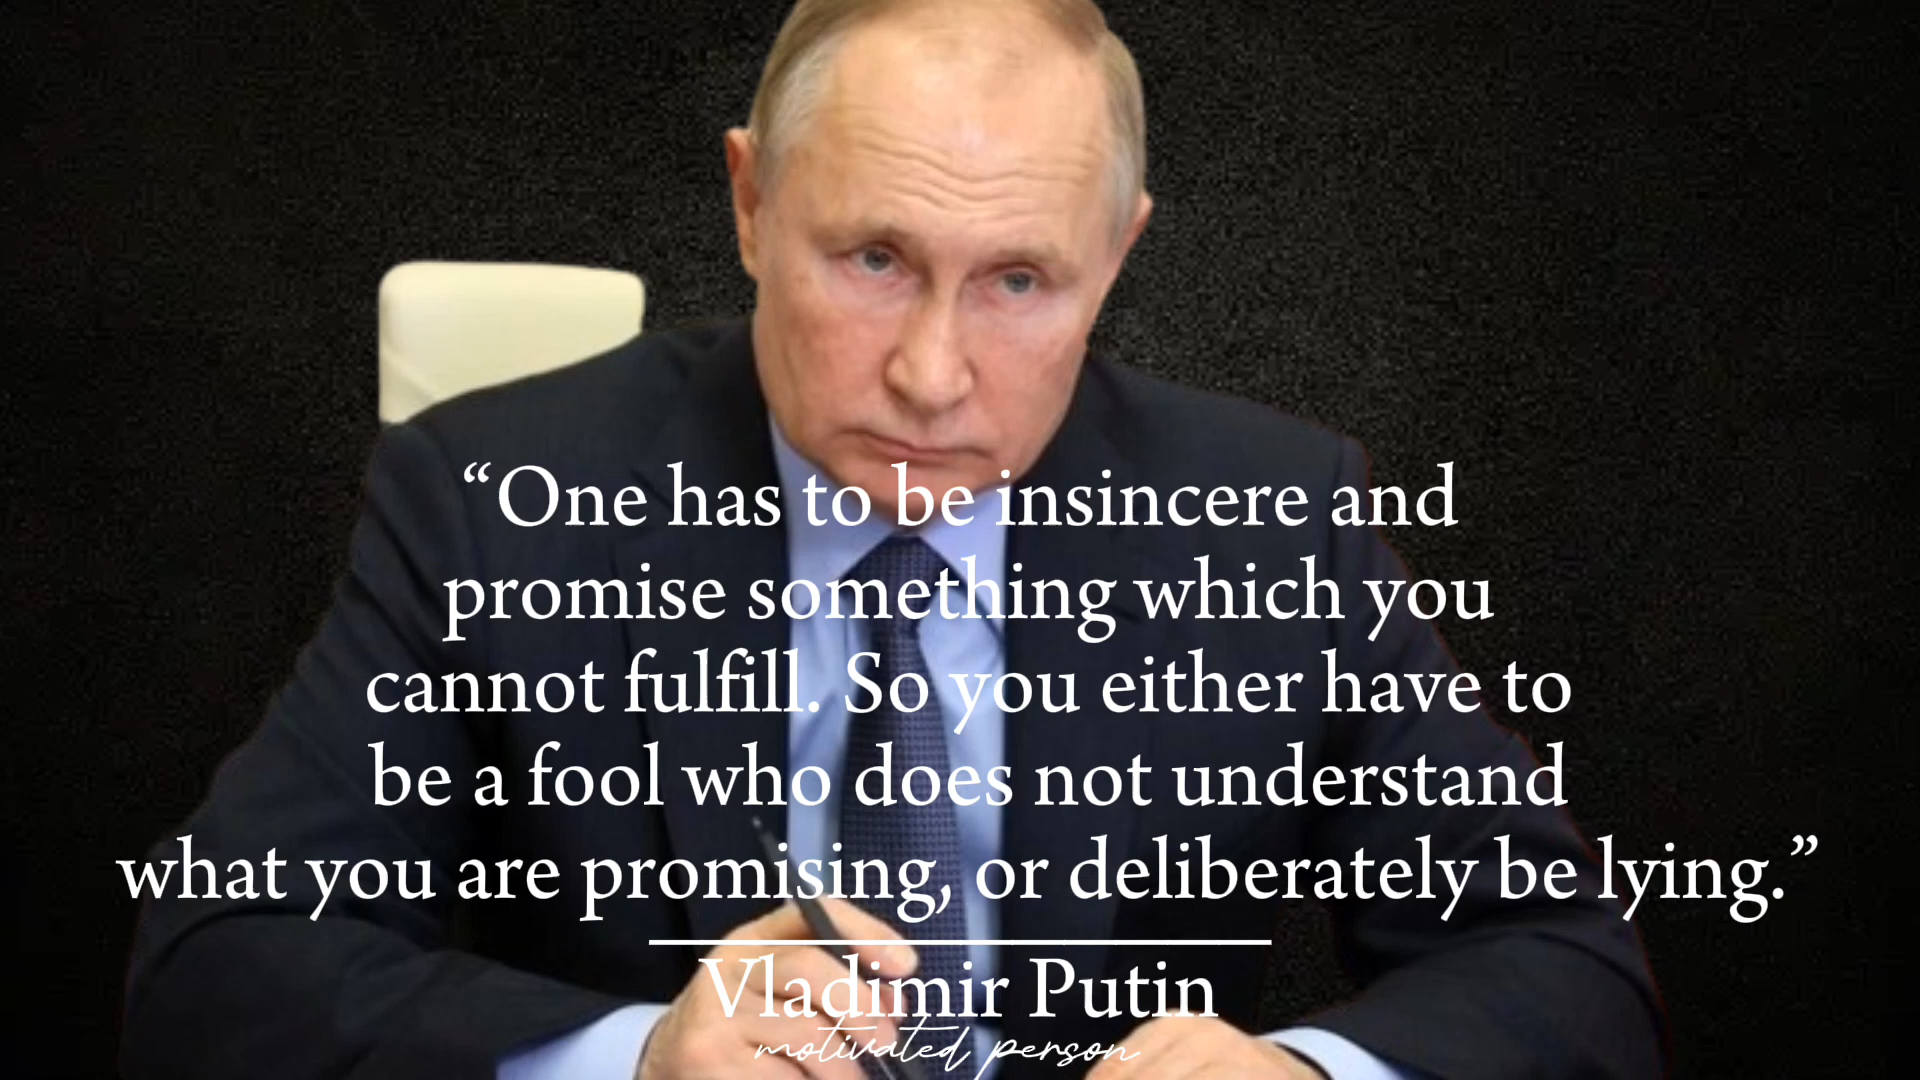 “One has to be insincere and
promise something which you
cannot fulfill. So you either have to
be a fool who does not understand
what you are promising, or deliberately be lying.”
Vladimir Putin
motivated person